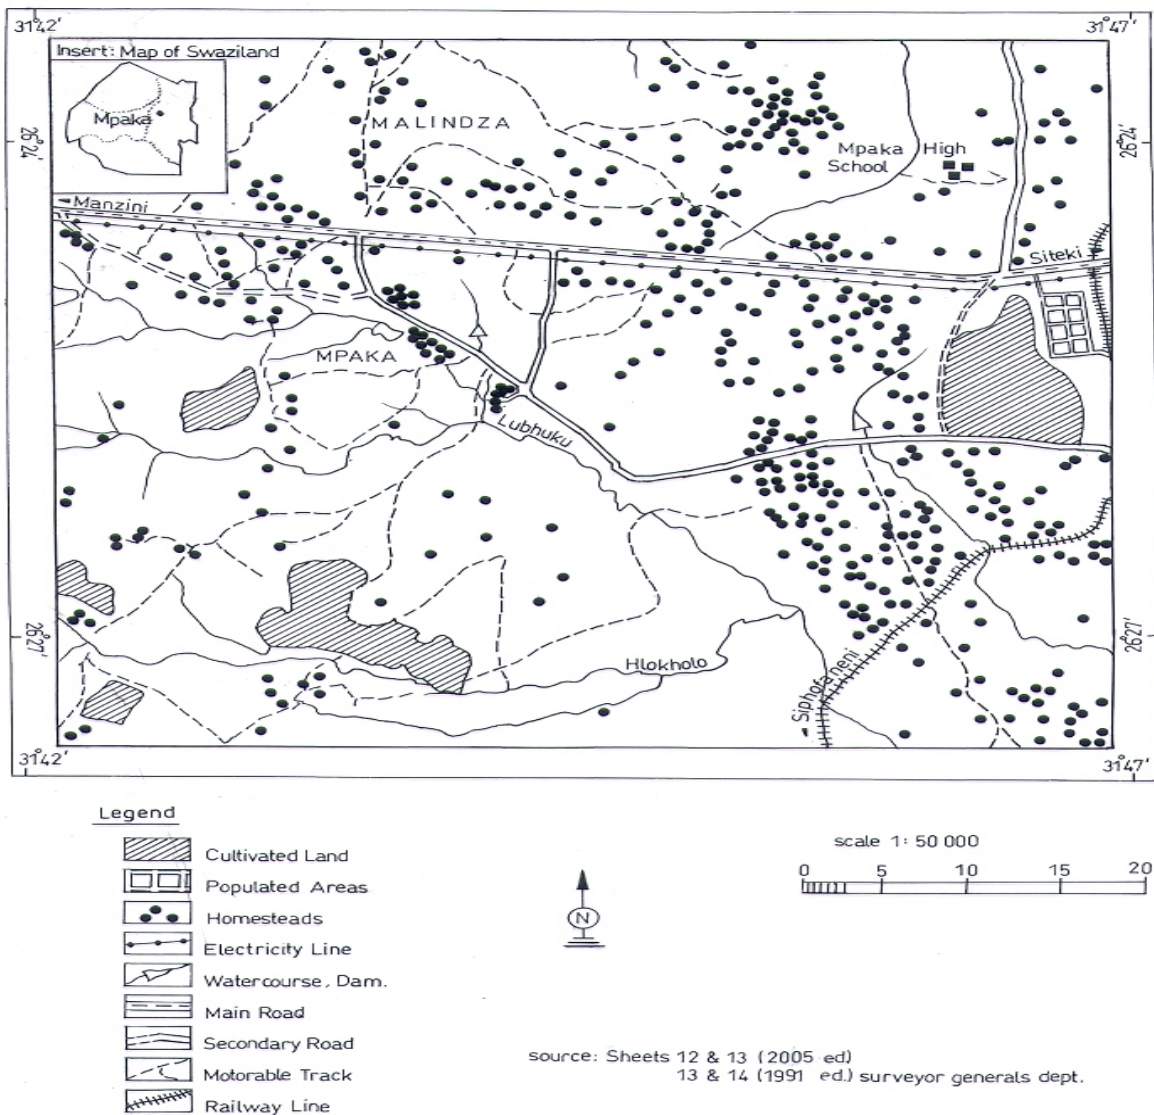 31°42'
31°47'
Insert: Map of Swaziland
Mpaka
MALINDZA
Mpaka High
School
26°24'
26°24'
Manzini
Siteki
MPAKA
Lubhuku
26°27'
26°27'
Hlokholo
Siphofaneni
31°42'
31°47'
Legend
Cultivated Land
Populated Areas
Homesteads
Electricity Line
Watercourse, Dam.
Main Road
Secondary Road
Motorable Track
Railway Line
N
scale 1: 50 000
0 5 10 15 20
source: Sheets 12 & 13 (2005 ed)
13 & 14 (1991 ed.) surveyor generals dept.